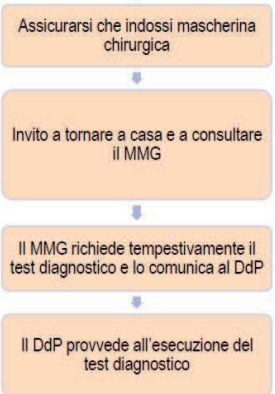 Assicurarsi che indossi mascherina
chirurgica
Invito a tornare a casa e a consultare
il MMG
Il MMG richiede tempestivamente il
test diagnostico e lo comunica al DdP
Il DdP provvede all'esecuzione del
test diagnostico